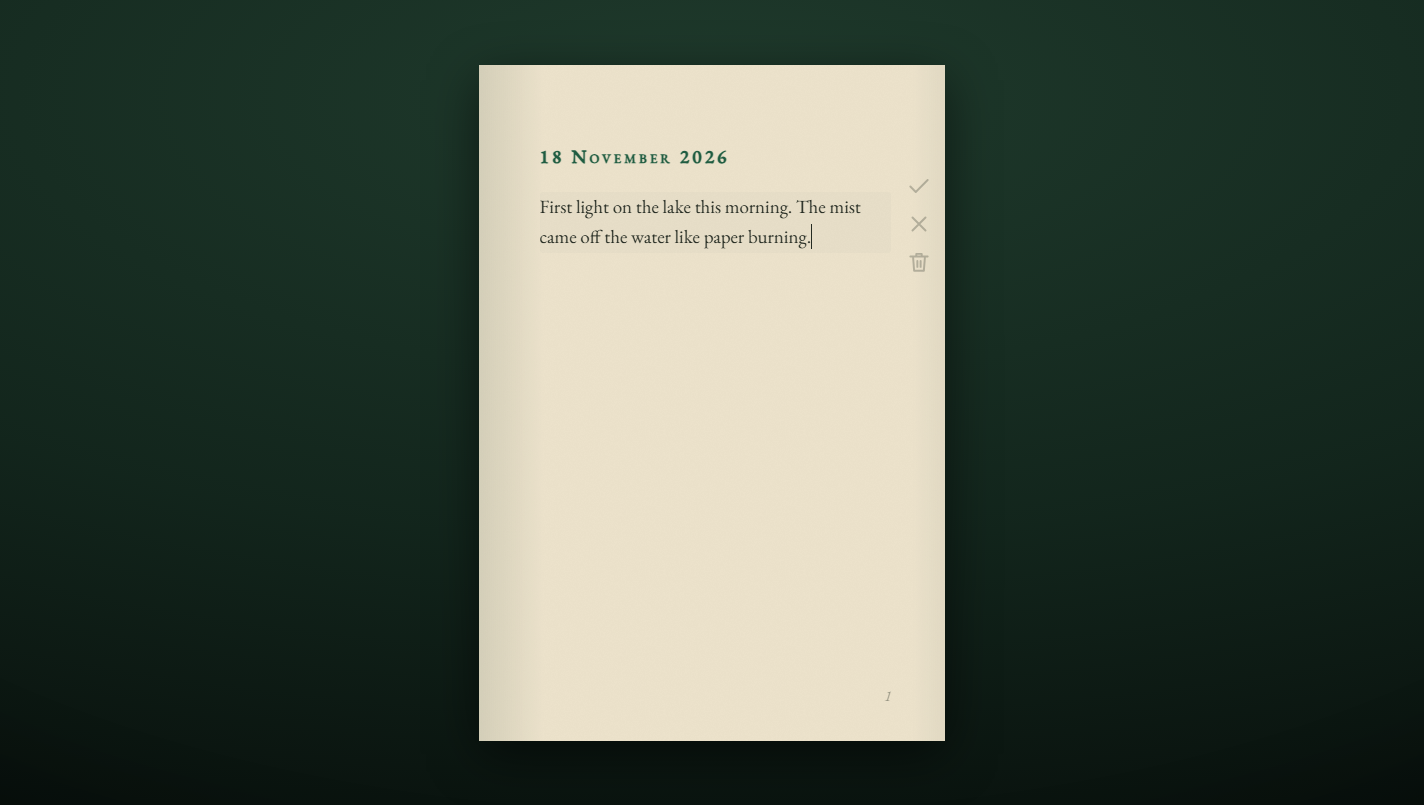 18 November 2026
First light on the lake this morning. The mist
came off the water like paper burning.
1